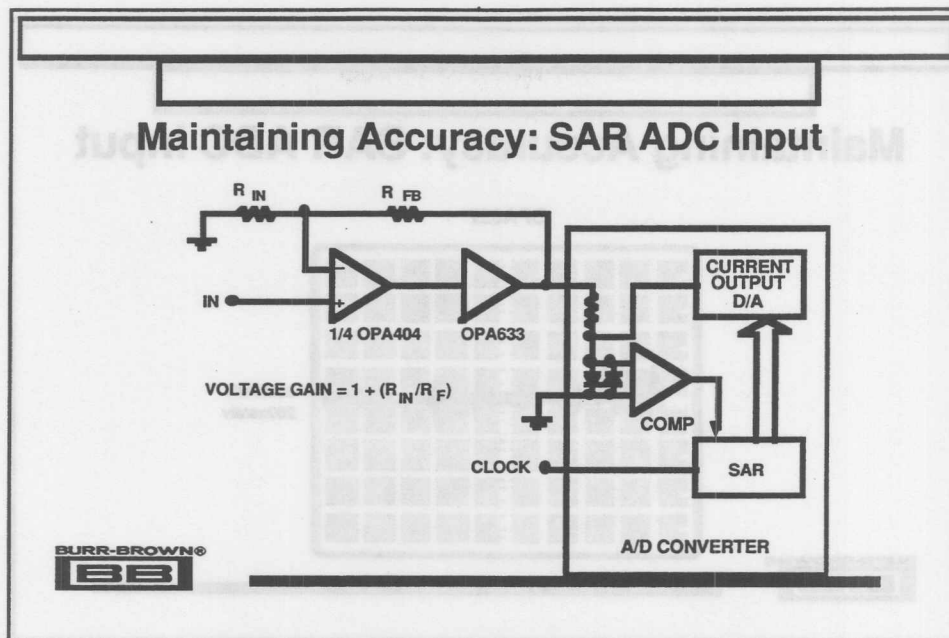 Maintaining Accuracy: SAR ADC Input
R IN
R FB
CURRENT
OUTPUT
D/A
IN
−
+
1/4 OPA404
OPA633
VOLTAGE GAIN = 1 + (R IN/R F)
COMP
CLOCK
SAR
A/D CONVERTER
BURR-BROWN®
BB